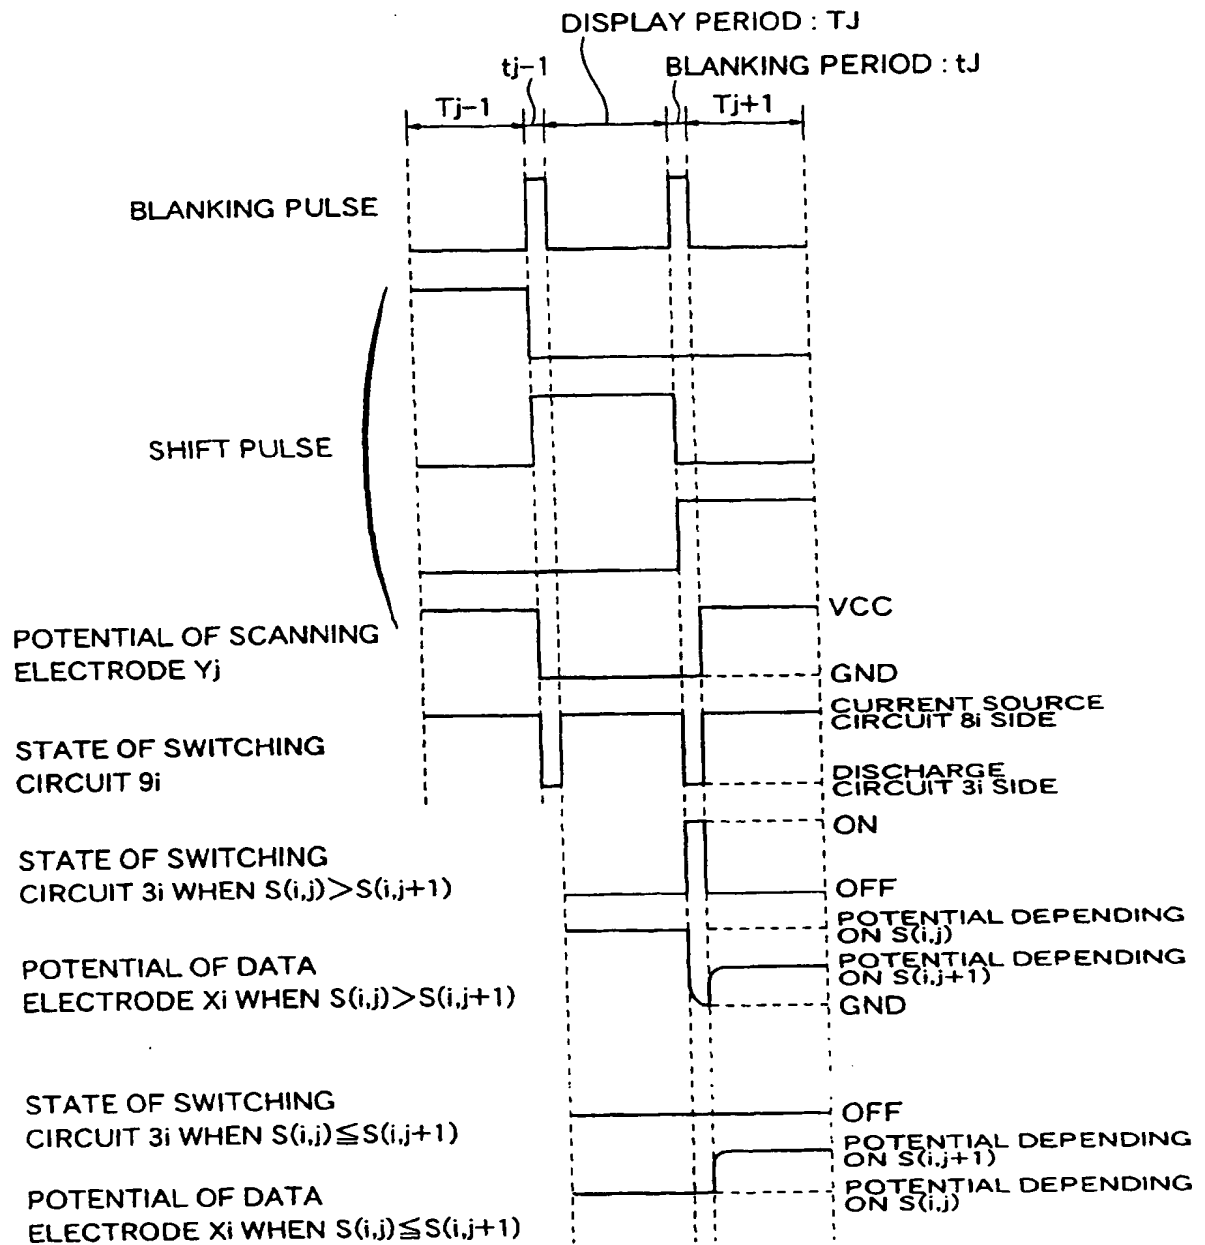 DISPLAY PERIOD : TJ
tj-1
BLANKING PERIOD : tJ
Tj-1
Tj+1
BLANKING PULSE
SHIFT PULSE
POTENTIAL OF SCANNING
ELECTRODE Yj
VCC
GND
STATE OF SWITCHING
CIRCUIT 9i
CURRENT SOURCE
CIRCUIT 8i SIDE
DISCHARGE
CIRCUIT 3i SIDE
STATE OF SWITCHING
CIRCUIT 3i WHEN S(i,j)>S(i,j+1)
ON
OFF
POTENTIAL OF DATA
ELECTRODE Xi WHEN S(i,j)>S(i,j+1)
POTENTIAL DEPENDING
ON S(i,j)
POTENTIAL DEPENDING
ON S(i,j+1)
GND
STATE OF SWITCHING
CIRCUIT 3i WHEN S(i,j)≦S(i,j+1)
OFF
POTENTIAL OF DATA
ELECTRODE Xi WHEN S(i,j)≦S(i,j+1)
POTENTIAL DEPENDING
ON S(i,j+1)
POTENTIAL DEPENDING
ON S(i,j)